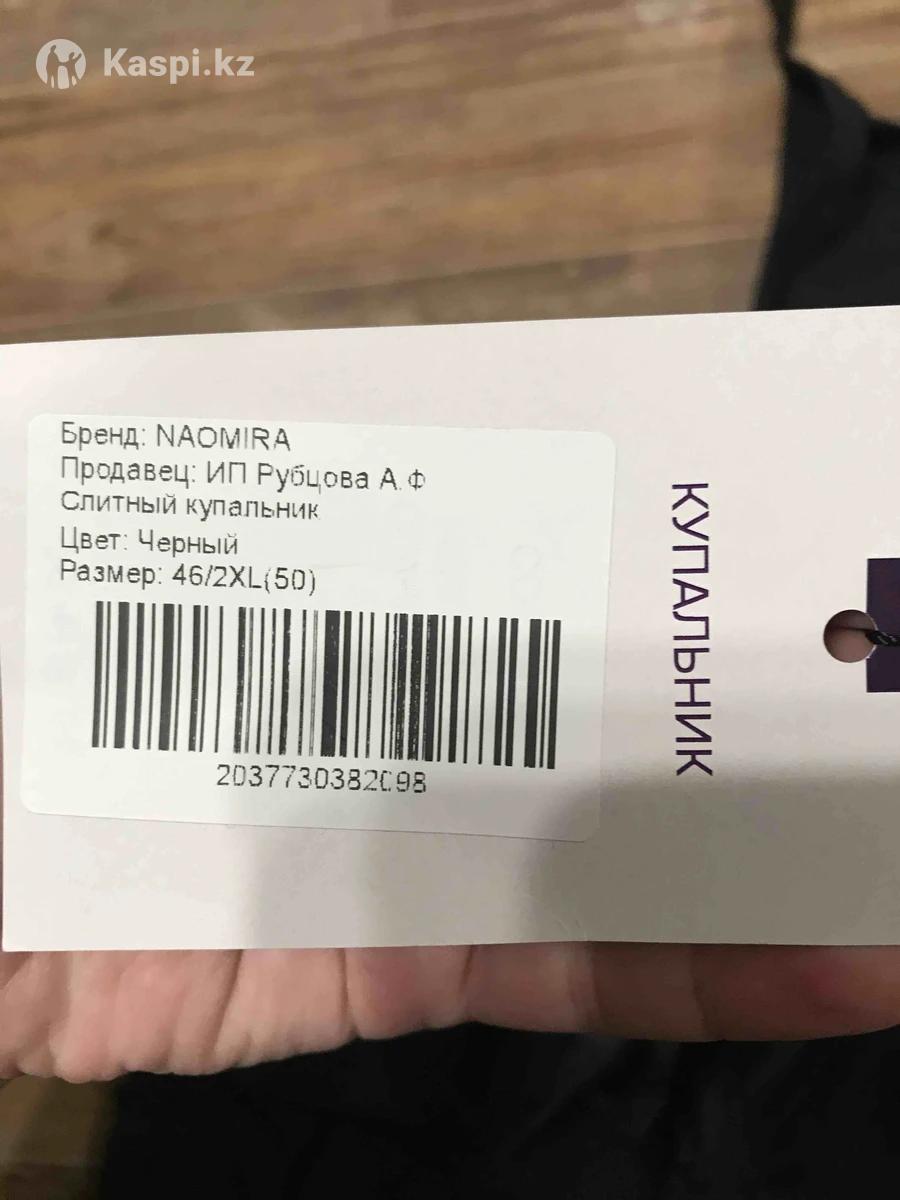 Kaspi.kz
Бренд: NAOMIRA
Продавец: ИП Рубцова А.Ф
Слитный купальник
Цвет: Черный
Размер: 46/2XL(50)
2037730382098
КУПАЛЬНИК